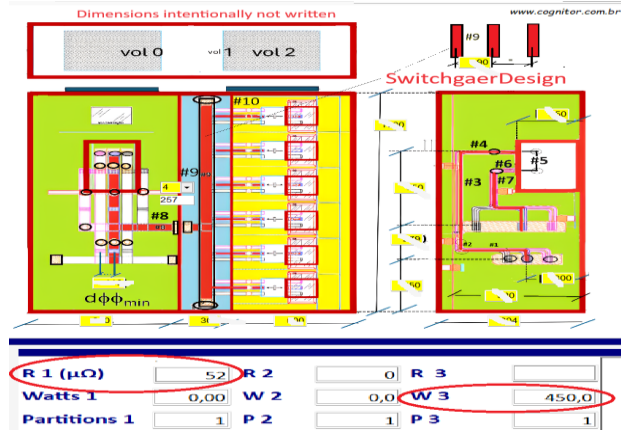 Dimensions intentionally not written
www.cognitor.com.br
vol 0
vol 1
vol 2
#9
SwitchgaerDesign
#10
#9
#4
#5
#6
#3
#7
4
257
#8
#2
#1
dϕϕmin
R 1 (µΩ) 52 R 2 0 R 3
Watts 1 0,00 W 2 0,0 W 3 450,0
Partitions 1 1 P 2 1 P 3 1